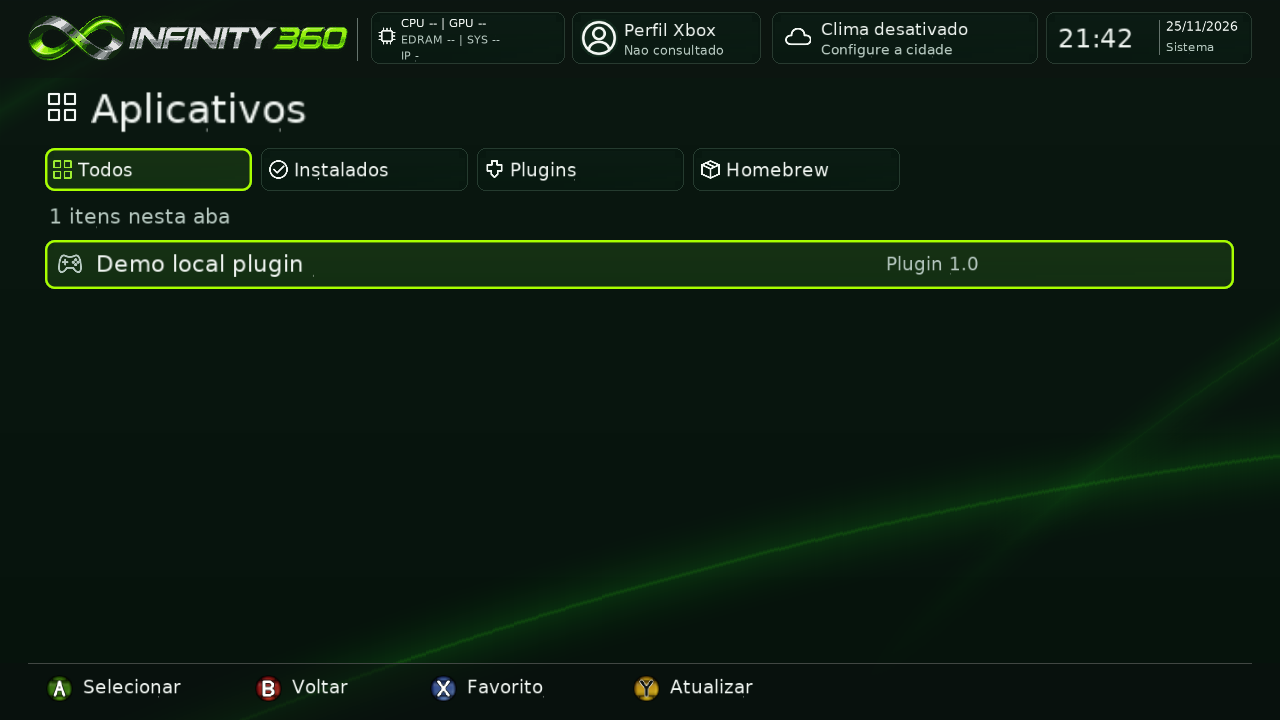 INFINITY 360
CPU -- | GPU --
EDRAM -- | SYS --
IP -
Perfil Xbox
Nao consultado
Clima desativado
Configure a cidade
21:42
25/11/2026
Sistema
Aplicativos
Todos
Instalados
Plugins
Homebrew
1 itens nesta aba
Demo local plugin
Plugin 1.0
A Selecionar
B Voltar
X Favorito
Y Atualizar